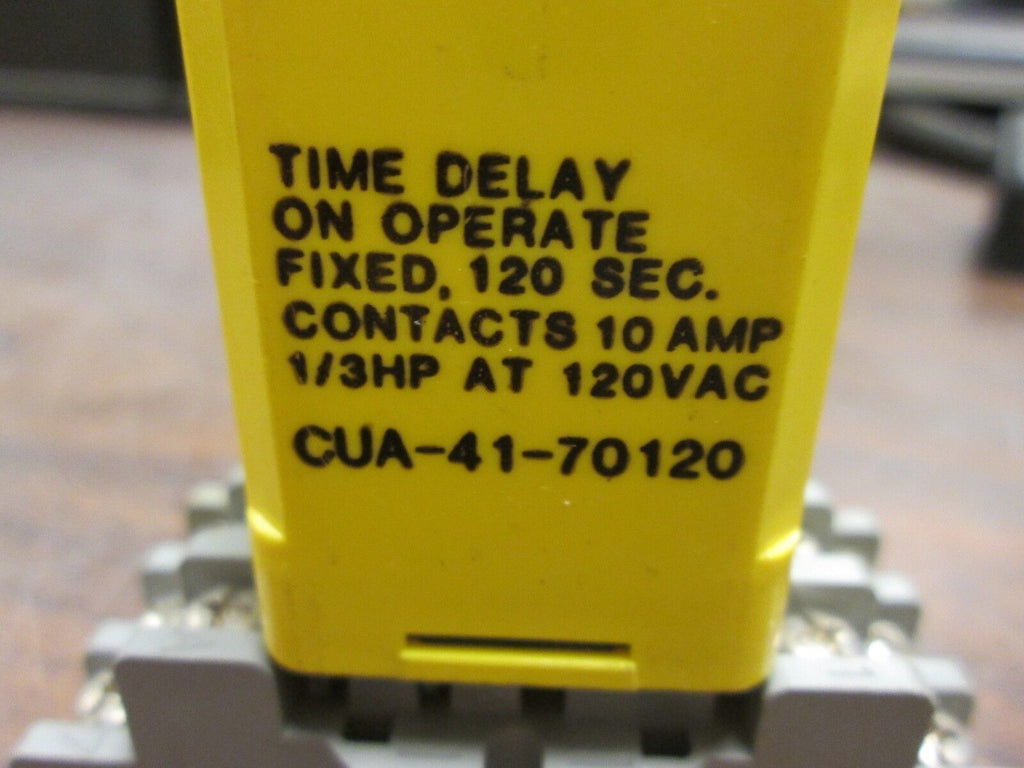 TIME DELAY
ON OPERATE
FIXED, 120 SEC.
CONTACTS 10 AMP
1/3HP AT 120VAC
CUA-41-70120